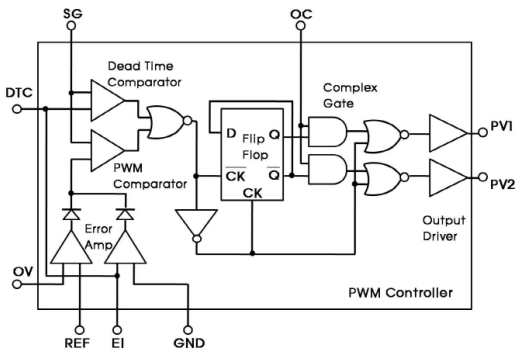 SG
OC
Dead Time
Comparator
Complex
Gate
DTC
PV1
D
Flip
Q
Flop
PWM
Comparator
CK
Q
CK
PV2
Error
Amp
Output
Driver
OV
PWM Controller
REF
EI
GND